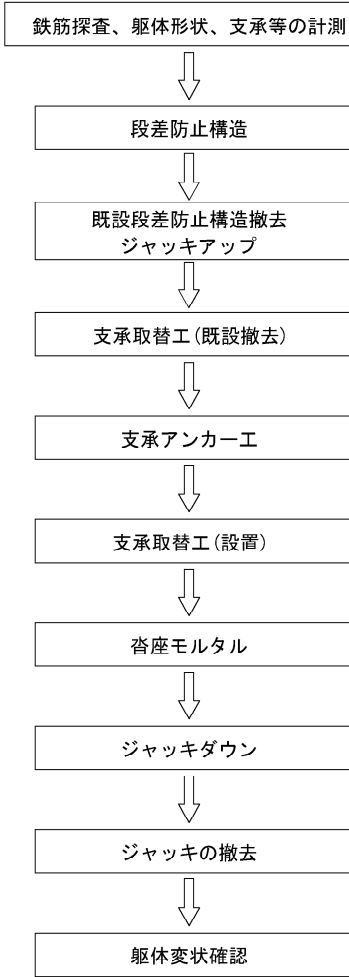 鉄筋探査、躯体形状、支承等の計測
段差防止構造
既設段差防止構造撤去
ジャッキアップ
支承取替工(既設撤去)
支承アンカー工
支承取替工(設置)
沓座モルタル
ジャッキダウン
ジャッキの撤去
躯体変状確認